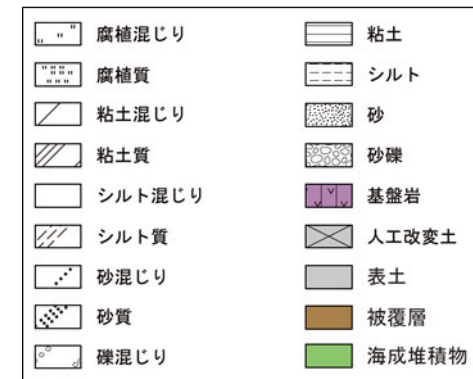 腐植混じり
腐植質
粘土混じり
粘土質
シルト混じり
シルト質
砂混じり
砂質
礫混じり
粘土
シルト
砂
砂礫
基盤岩
人工改変土
表土
被覆層
海成堆積物